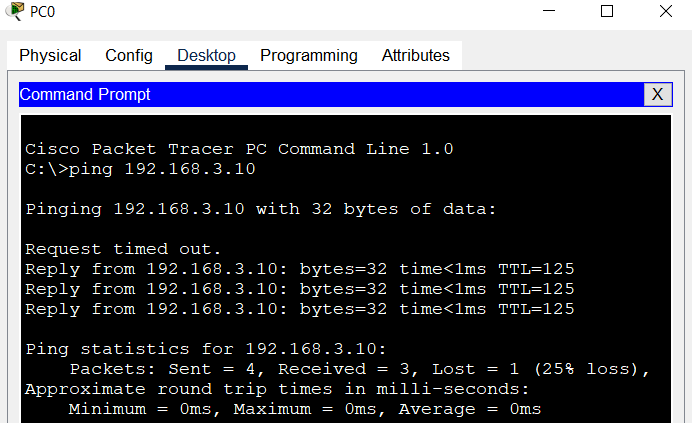 PC0
Physical Config Desktop Programming Attributes
Command Prompt
X
Cisco Packet Tracer PC Command Line 1.0
C:\>ping 192.168.3.10
Pinging 192.168.3.10 with 32 bytes of data:
Request timed out.
Reply from 192.168.3.10: bytes=32 time<1ms TTL=125
Reply from 192.168.3.10: bytes=32 time<1ms TTL=125
Reply from 192.168.3.10: bytes=32 time<1ms TTL=125
Ping statistics for 192.168.3.10:
    Packets: Sent = 4, Received = 3, Lost = 1 (25% loss),
Approximate round trip times in milli-seconds:
    Minimum = 0ms, Maximum = 0ms, Average = 0ms